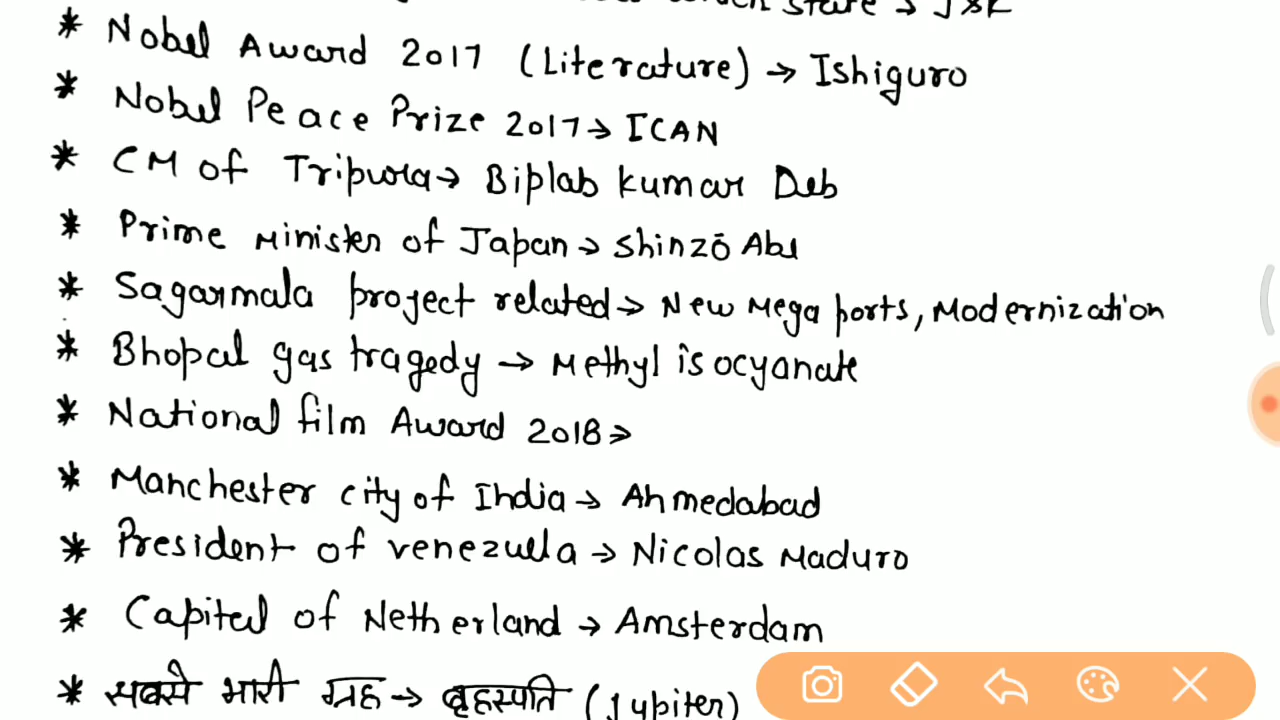 which state → J&K
* Nobel Award 2017 (Literature) → Ishiguro
* Nobel Peace Prize 2017 → ICAN
* CM of Tripura → Biplab Kumar Deb
* Prime Minister of Japan → Shinzō Abe
* Sagarmala project related → New Mega ports, Modernization
* Bhopal gas tragedy → Methyl isocyanate
* National film Award 2018 →
* Manchester city of India → Ahmedabad
* President of Venezuela → Nicolas Maduro
* Capital of Netherland → Amsterdam
* सबसे भारी ग्रह → बृहस्पति (Jupiter)